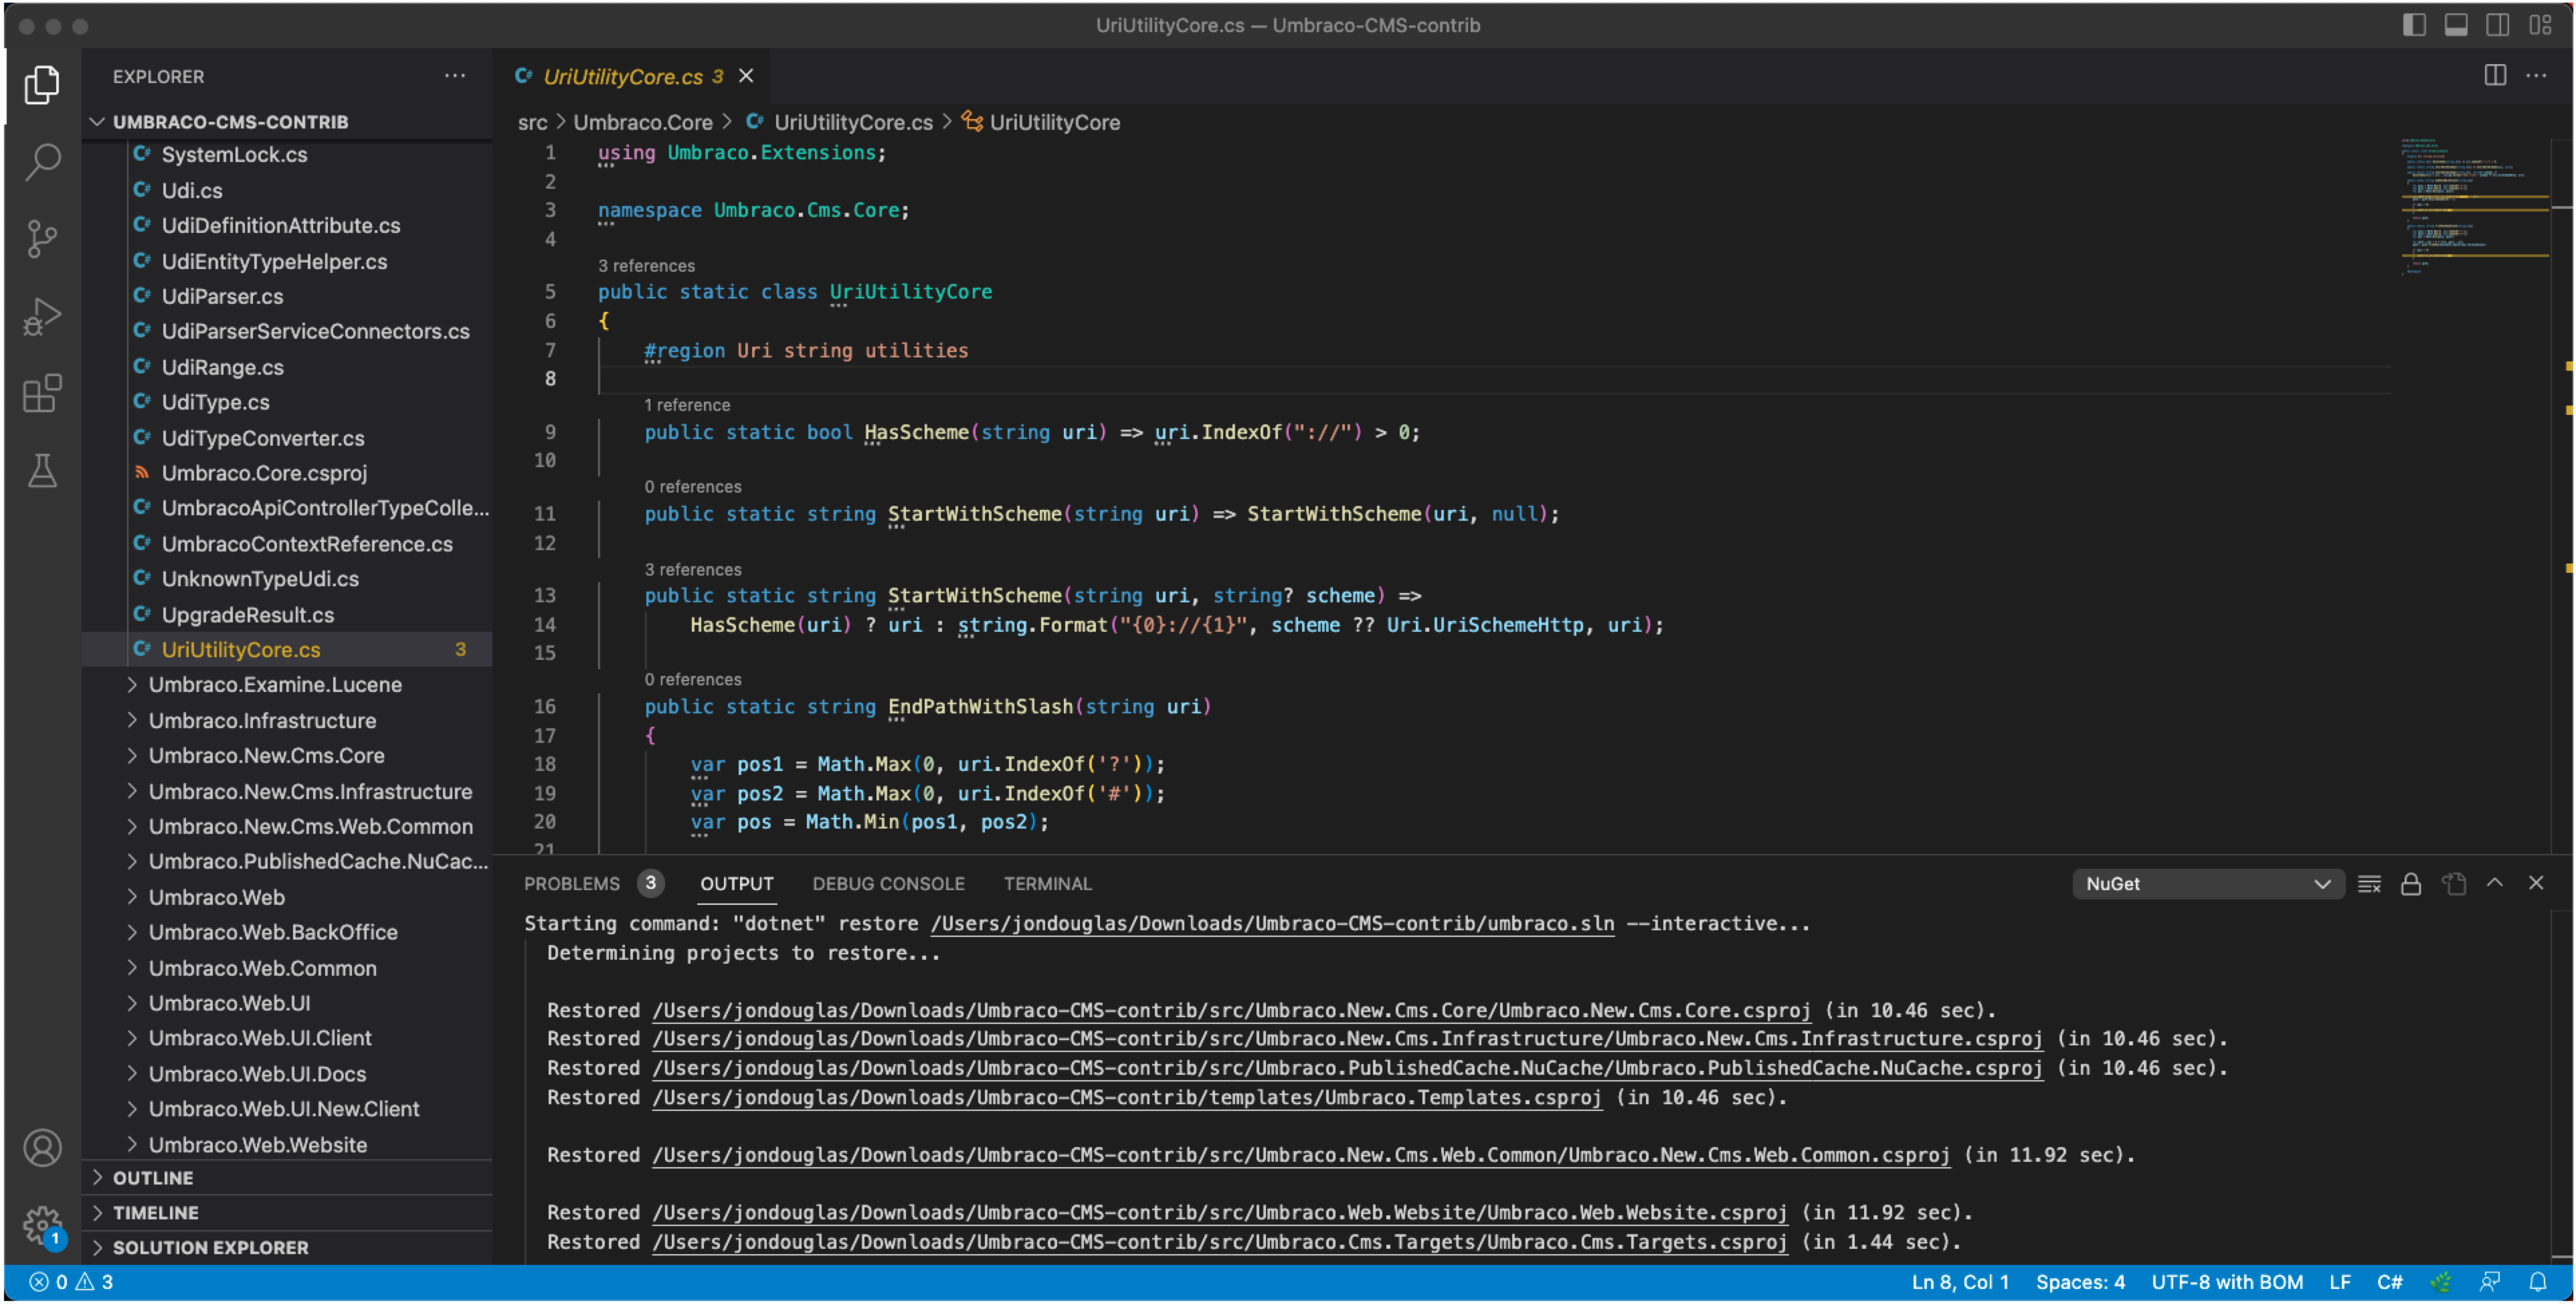 UriUtilityCore.cs — Umbraco-CMS-contrib
EXPLORER
UMBRACO-CMS-CONTRIB
SystemLock.cs
Udi.cs
UdiDefinitionAttribute.cs
UdiEntityTypeHelper.cs
UdiParser.cs
UdiParserServiceConnectors.cs
UdiRange.cs
UdiType.cs
UdiTypeConverter.cs
Umbraco.Core.csproj
UmbracoApiControllerTypeColle...
UmbracoContextReference.cs
UnknownTypeUdi.cs
UpgradeResult.cs
UriUtilityCore.cs 3
Umbraco.Examine.Lucene
Umbraco.Infrastructure
Umbraco.New.Cms.Core
Umbraco.New.Cms.Infrastructure
Umbraco.New.Cms.Web.Common
Umbraco.PublishedCache.NuCac...
Umbraco.Web
Umbraco.Web.BackOffice
Umbraco.Web.Common
Umbraco.Web.UI
Umbraco.Web.UI.Client
Umbraco.Web.UI.Docs
Umbraco.Web.UI.New.Client
Umbraco.Web.Website
OUTLINE
TIMELINE
SOLUTION EXPLORER
1
UriUtilityCore.cs 3
src > Umbraco.Core > UriUtilityCore.cs > UriUtilityCore
1 using Umbraco.Extensions;
2
3 namespace Umbraco.Cms.Core;
4
3 references
5 public static class UriUtilityCore
6 {
7 #region Uri string utilities
8
1 reference
9 public static bool HasScheme(string uri) => uri.IndexOf("://") > 0;
10
0 references
11 public static string StartWithScheme(string uri) => StartWithScheme(uri, null);
12
3 references
13 public static string StartWithScheme(string uri, string? scheme) =>
14 HasScheme(uri) ? uri : string.Format("{0}://{1}", scheme ?? Uri.UriSchemeHttp, uri);
15
0 references
16 public static string EndPathWithSlash(string uri)
17 {
18 var pos1 = Math.Max(0, uri.IndexOf('?'));
19 var pos2 = Math.Max(0, uri.IndexOf('#'));
20 var pos = Math.Min(pos1, pos2);
21
PROBLEMS 3 OUTPUT DEBUG CONSOLE TERMINAL NuGet
Starting command: "dotnet" restore /Users/jondouglas/Downloads/Umbraco-CMS-contrib/umbraco.sln --interactive...
Determining projects to restore...
Restored /Users/jondouglas/Downloads/Umbraco-CMS-contrib/src/Umbraco.New.Cms.Core/Umbraco.New.Cms.Core.csproj (in 10.46 sec).
Restored /Users/jondouglas/Downloads/Umbraco-CMS-contrib/src/Umbraco.New.Cms.Infrastructure/Umbraco.New.Cms.Infrastructure.csproj (in 10.46 sec).
Restored /Users/jondouglas/Downloads/Umbraco-CMS-contrib/src/Umbraco.PublishedCache.NuCache/Umbraco.PublishedCache.NuCache.csproj (in 10.46 sec).
Restored /Users/jondouglas/Downloads/Umbraco-CMS-contrib/templates/Umbraco.Templates.csproj (in 10.46 sec).
Restored /Users/jondouglas/Downloads/Umbraco-CMS-contrib/src/Umbraco.New.Cms.Web.Common/Umbraco.New.Cms.Web.Common.csproj (in 11.92 sec).
Restored /Users/jondouglas/Downloads/Umbraco-CMS-contrib/src/Umbraco.Web.Website/Umbraco.Web.Website.csproj (in 11.92 sec).
Restored /Users/jondouglas/Downloads/Umbraco-CMS-contrib/src/Umbraco.Cms.Targets/Umbraco.Cms.Targets.csproj (in 1.44 sec).
0 3 Ln 8, Col 1 Spaces: 4 UTF-8 with BOM LF C#